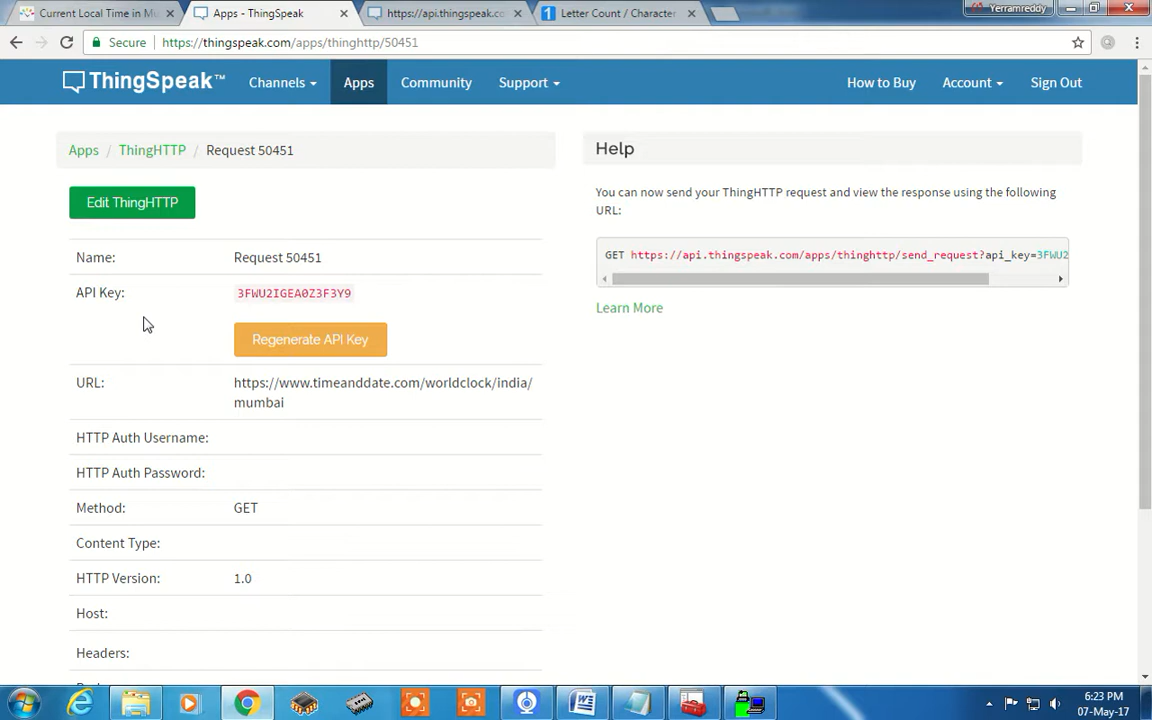 Current Local Time in Mu
Apps - ThingSpeak
https://api.thingspeak.co
Letter Count / Character
Yerramreddy
Secure
https://thingspeak.com/apps/thinghttp/50451
ThingSpeak™
Channels
Apps
Community
Support
How to Buy
Account
Sign Out
Apps / ThingHTTP / Request 50451
Help
Edit ThingHTTP
You can now send your ThingHTTP request and view the response using the following
URL:
GET https://api.thingspeak.com/apps/thinghttp/send_request?api_key=3FWU2
Learn More
Name: Request 50451
API Key: 3FWU2IGEA0Z3F3Y9
Regenerate API Key
URL: https://www.timeanddate.com/worldclock/india/
mumbai
HTTP Auth Username:
HTTP Auth Password:
Method: GET
Content Type:
HTTP Version: 1.0
Host:
Headers:
6:23 PM
07-May-17